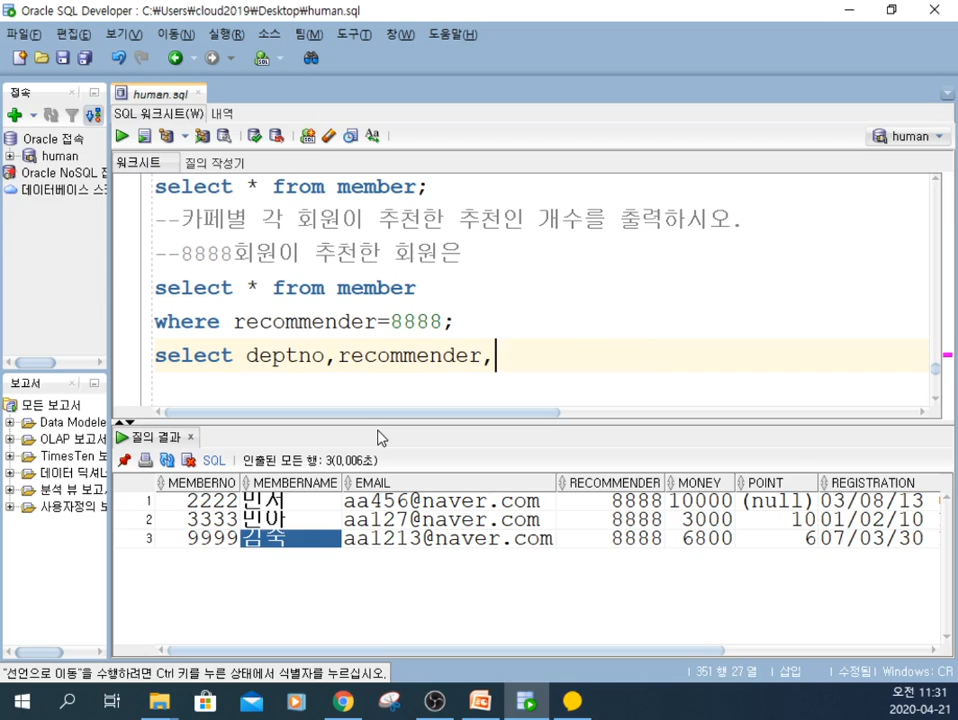 Oracle SQL Developer : C:₩Users₩cloud2019₩Desktop₩human.sql
파일(F) 편집(E) 보기(V) 이동(N) 실행(R) 소스 팀(M) 도구(T) 창(W) 도움말(H)
접속
human.sql
SQL 워크시트(W) 내역
human
Oracle 접속
human
Oracle NoSQL
데이터베이스
워크시트 질의 작성기
select * from member;
--카페별 각 회원이 추천한 추천인 개수를 출력하시오.
--8888회원이 추천한 회원은
select * from member
where recommender=8888;
select deptno,recommender,
보고서
모든 보고서
Data Modele
OLAP 보고서
TimesTen 보
데이터 딕셔너
분석 뷰 보고
사용자정의 보
질의 결과 x
SQL | 인출된 모든 행: 3(0,006초)
MEMBERNO MEMBERNAME EMAIL RECOMMENDER MONEY POINT REGISTRATION
1 2222 민서 aa456@naver.com 8888 10000 (null) 03/08/13
2 3333 민아 aa127@naver.com 8888 3000 10 01/02/10
3 9999 김숙 aa1213@naver.com 8888 6800 6 07/03/30
"선언으로 이동"을 수행하려면 Ctrl 키를 누른 상태에서 식별자를 누르십시오.
351 행 27 열 | 삽입 | 수정됨 | Windows: CR
오전 11:31
2020-04-21